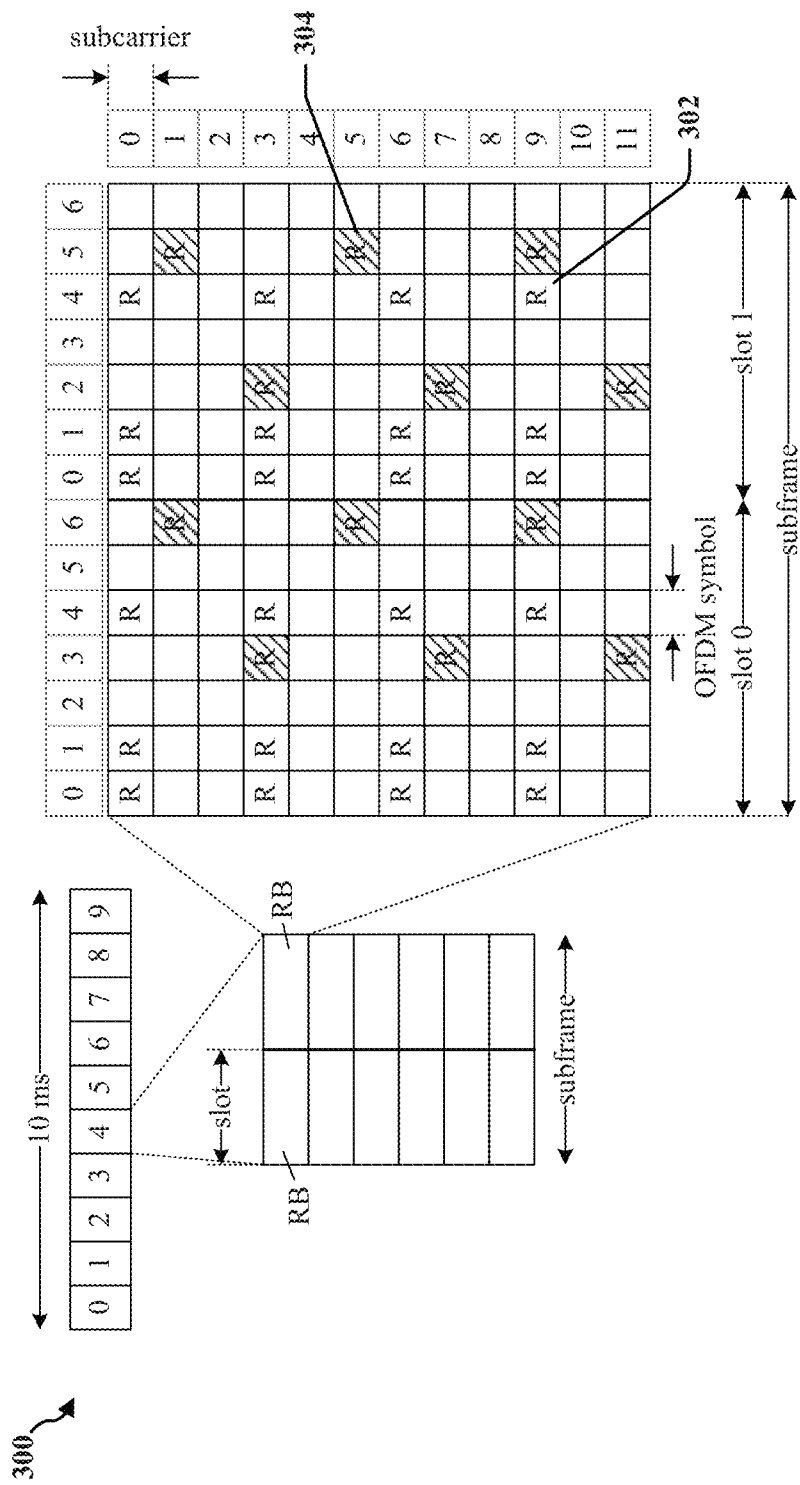 300
10 ms
0 1 2 3 4 5 6 7 8 9
slot
RB
RB
subframe
subcarrier
304
0 1 2 3 4 5 6 0 1 2 3 4 5 6
R R R R R R 0
R R 1
2
R R R R R R R R 3
4
R R 5
R R R R R R 6
R R 7
8
R R R R R R R R 9
10
R R 11
302
OFDM symbol
slot 0
slot 1
subframe